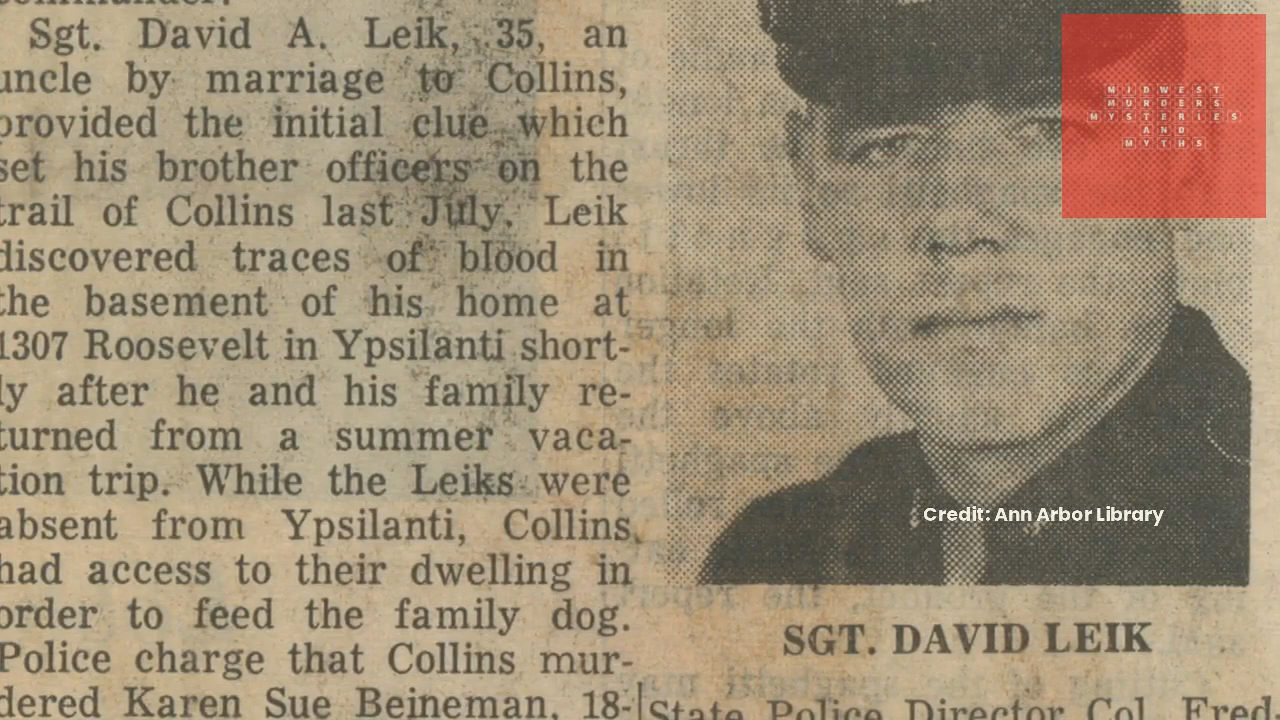 Sgt. David A. Leik, 35, an
uncle by marriage to Collins,
provided the initial clue which
set his brother officers on the
trail of Collins last July. Leik
discovered traces of blood in
the basement of his home at
1307 Roosevelt in Ypsilanti short-
ly after he and his family re-
turned from a summer vaca-
tion trip. While the Leiks were
absent from Ypsilanti, Collins
had access to their dwelling in
order to feed the family dog.
Police charge that Collins mur-
dered Karen Sue Beineman, 18-
MIDWEST
MURDERS
MYSTERIES
AND
MYTHS
Credit: Ann Arbor Library
SGT. DAVID LEIK
State Police Director Col. Fred